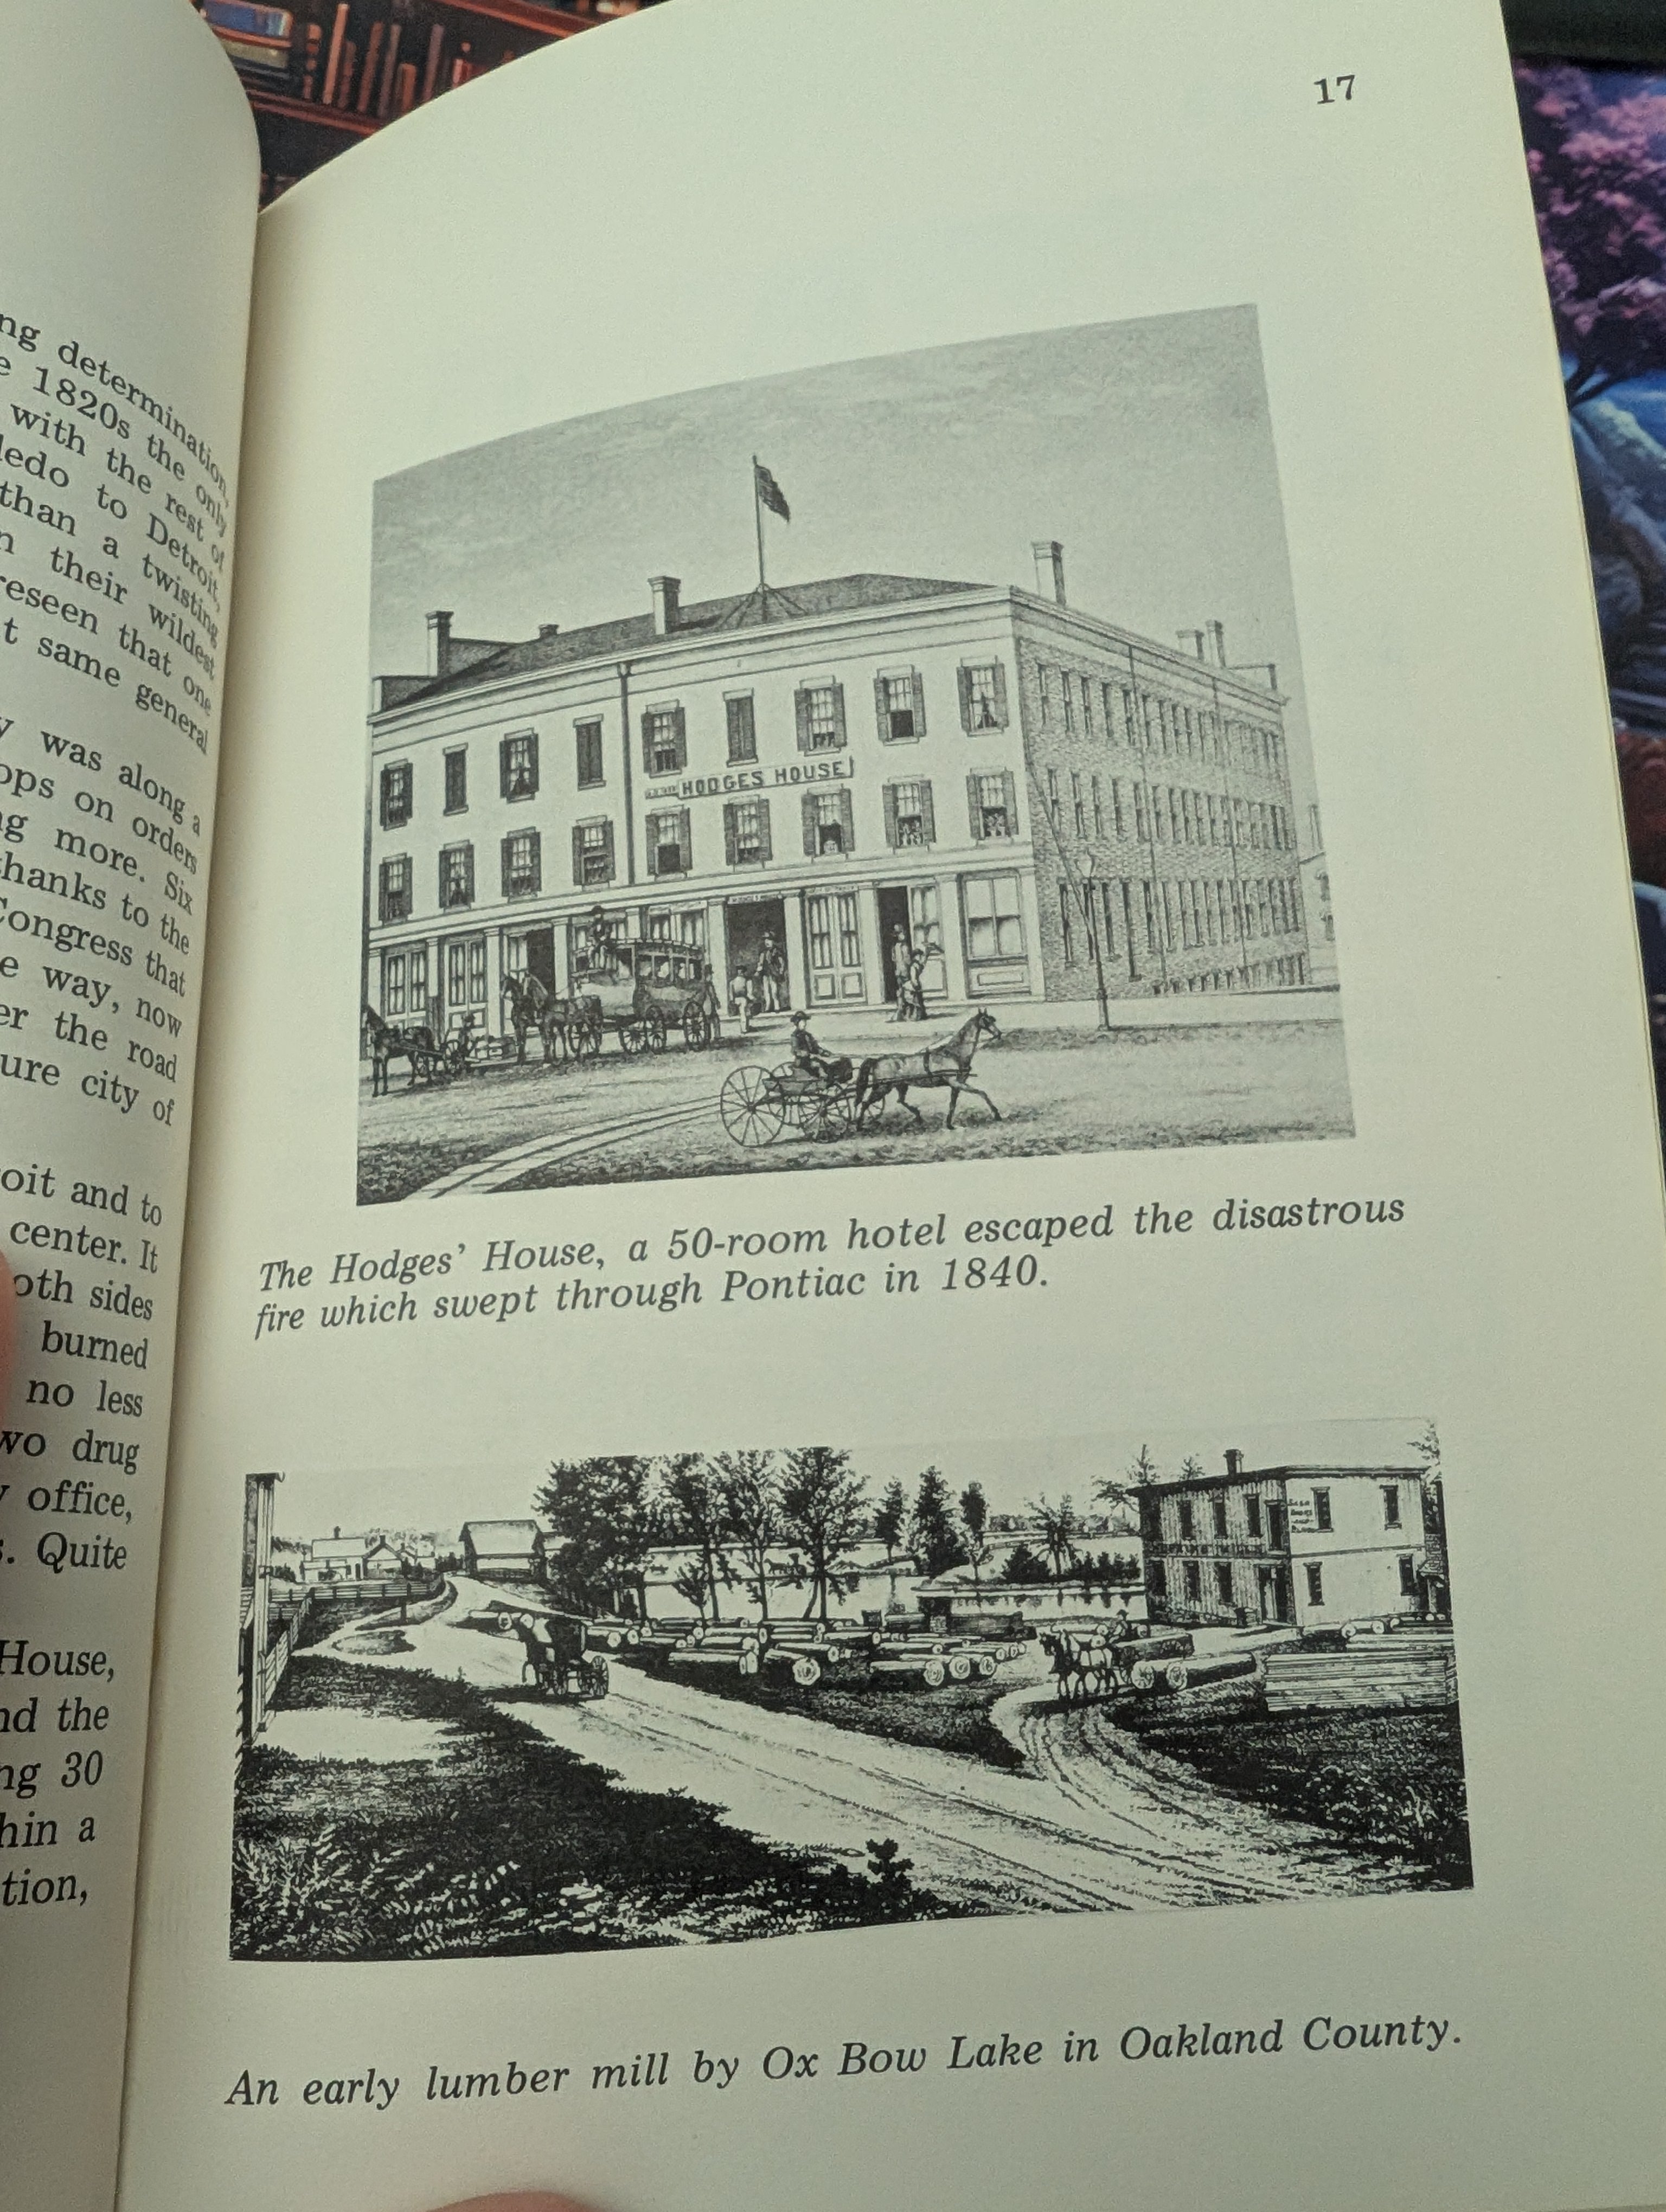 ng determination,
e 1820s the only
with the rest of
ledo to Detroit,
than a twisting
n their wildest
reseen that one
t same general
y was along a
ops on orders
ng more. Six
thanks to the
Congress that
e way, now
er the road
ure city of
oit and to
center. It
oth sides
burned
no less
wo drug
y office,
s. Quite
House,
nd the
ng 30
hin a
tion,
17
HODGES HOUSE
The Hodges' House, a 50-room hotel escaped the disastrous
fire which swept through Pontiac in 1840.
An early lumber mill by Ox Bow Lake in Oakland County.